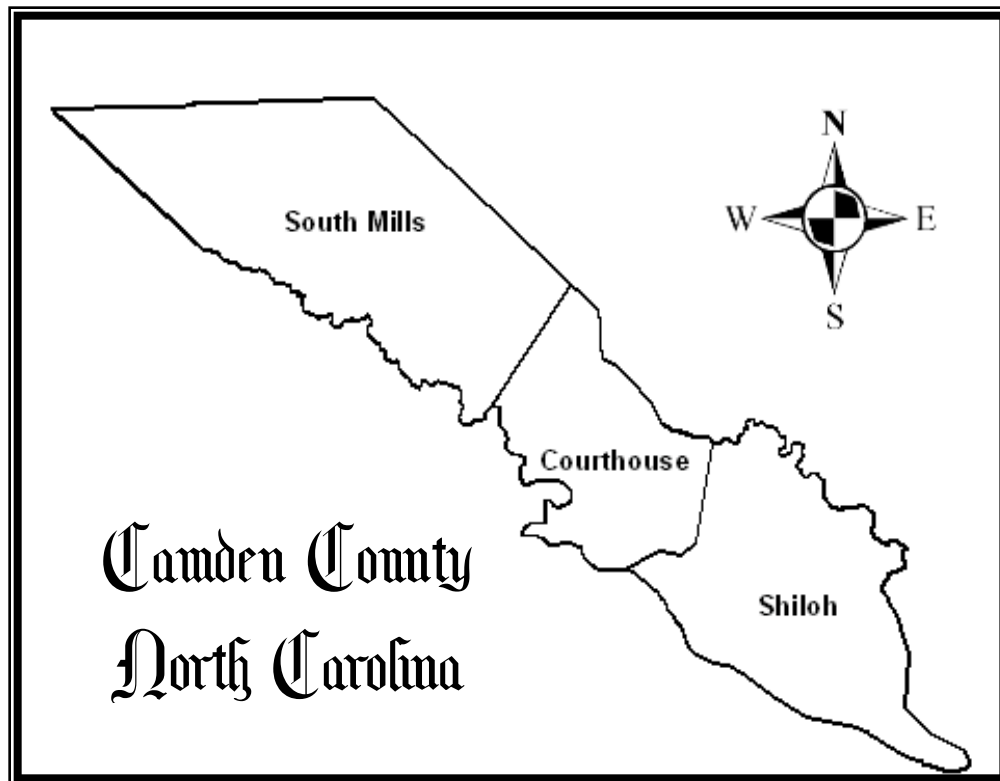 N
South Mills
W E
S
Courthouse
Camden County
Shiloh
North Carolina